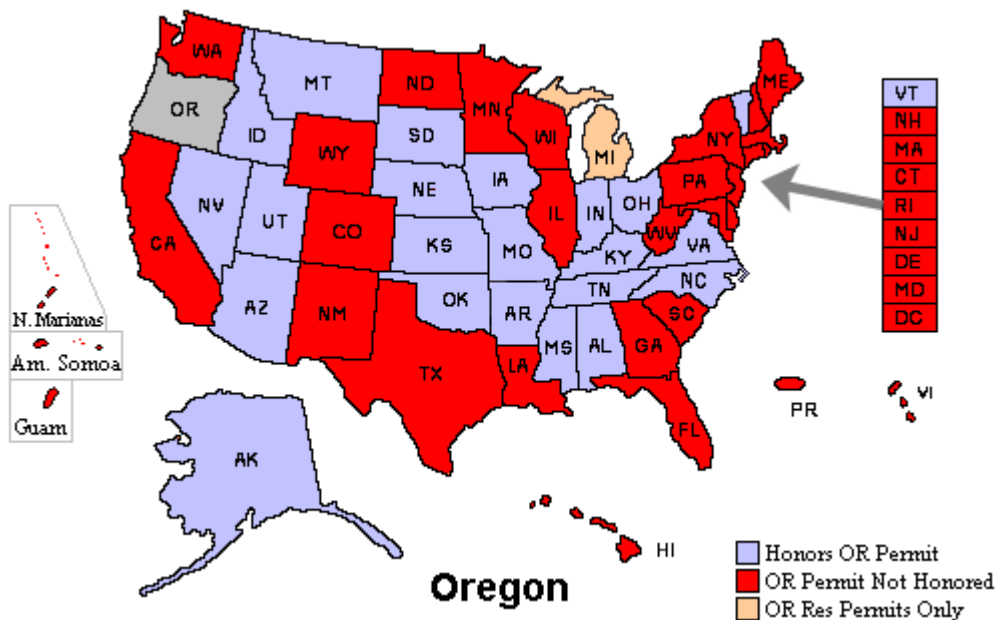 WA
MT
ND
MN
ME
VT
OR
ID
SD
WI
NY
NH
WY
MI
MA
IA
PA
CT
NE
OH
RI
NV
UT
IL
IN
NJ
CO
WV
VA
DE
CA
KS
MO
KY
MD
NC
DC
TN
AZ
OK
AR
SC
NM
MS
AL
GA
N. Marianas
TX
LA
Am. Somoa
PR
VI
Guam
FL
AK
HI
Honors OR Permit
Oregon
OR Permit Not Honored
OR Res Permits Only